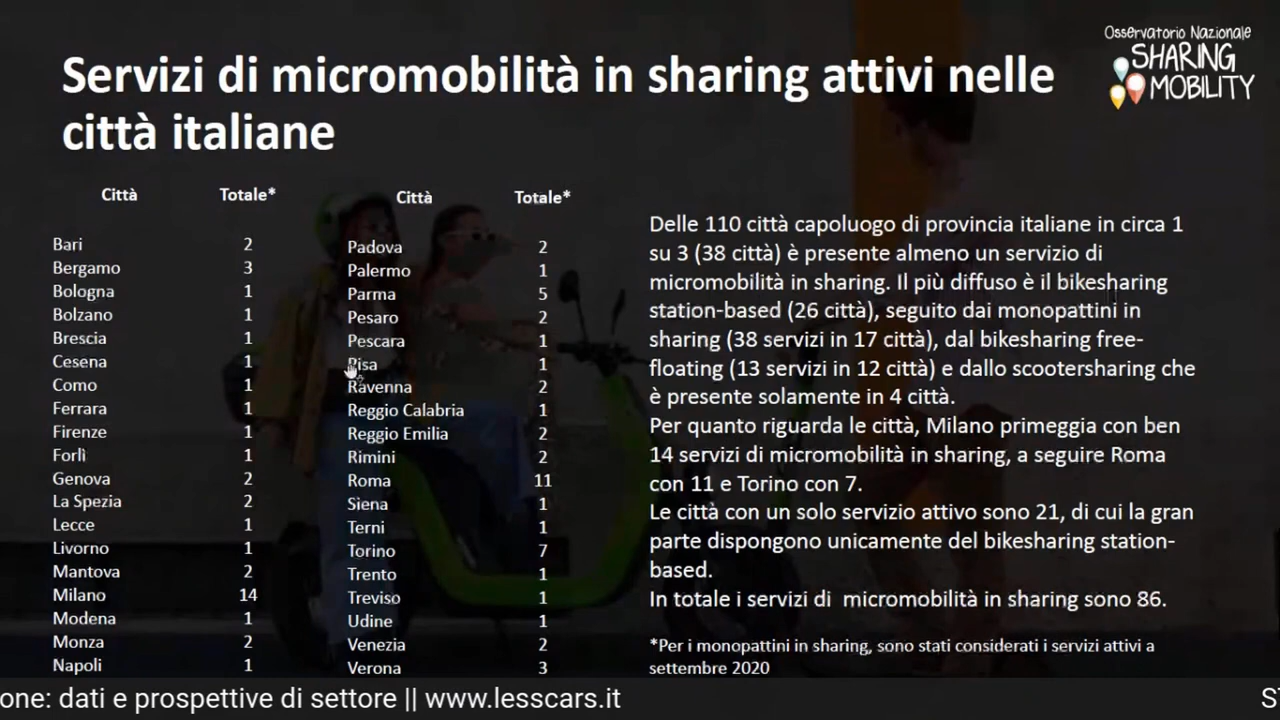 Osservatorio Nazionale
SHARING
MOBILITY
Servizi di micromobilità in sharing attivi nelle
città italiane
Città Totale*
Bari 2
Bergamo 3
Bologna 1
Bolzano 1
Brescia 1
Cesena 1
Como 1
Ferrara 1
Firenze 1
Forlì 1
Genova 2
La Spezia 2
Lecce 1
Livorno 1
Mantova 2
Milano 14
Modena 1
Monza 2
Napoli 1
Città Totale*
Padova 2
Palermo 1
Parma 5
Pesaro 2
Pescara 1
Pisa 1
Ravenna 2
Reggio Calabria 1
Reggio Emilia 2
Rimini 2
Roma 11
Siena 1
Terni 1
Torino 7
Trento 1
Treviso 1
Udine 1
Venezia 2
Verona 3
Delle 110 città capoluogo di provincia italiane in circa 1
su 3 (38 città) è presente almeno un servizio di
micromobilità in sharing. Il più diffuso è il bikesharing
station-based (26 città), seguito dai monopattini in
sharing (38 servizi in 17 città), dal bikesharing free-
floating (13 servizi in 12 città) e dallo scootersharing che
è presente solamente in 4 città.
Per quanto riguarda le città, Milano primeggia con ben
14 servizi di micromobilità in sharing, a seguire Roma
con 11 e Torino con 7.
Le città con un solo servizio attivo sono 21, di cui la gran
parte dispongono unicamente del bikesharing station-
based.
In totale i servizi di  micromobilità in sharing sono 86.
*Per i monopattini in sharing, sono stati considerati i servizi attivi a
settembre 2020
one: dati e prospettive di settore || www.lesscars.it